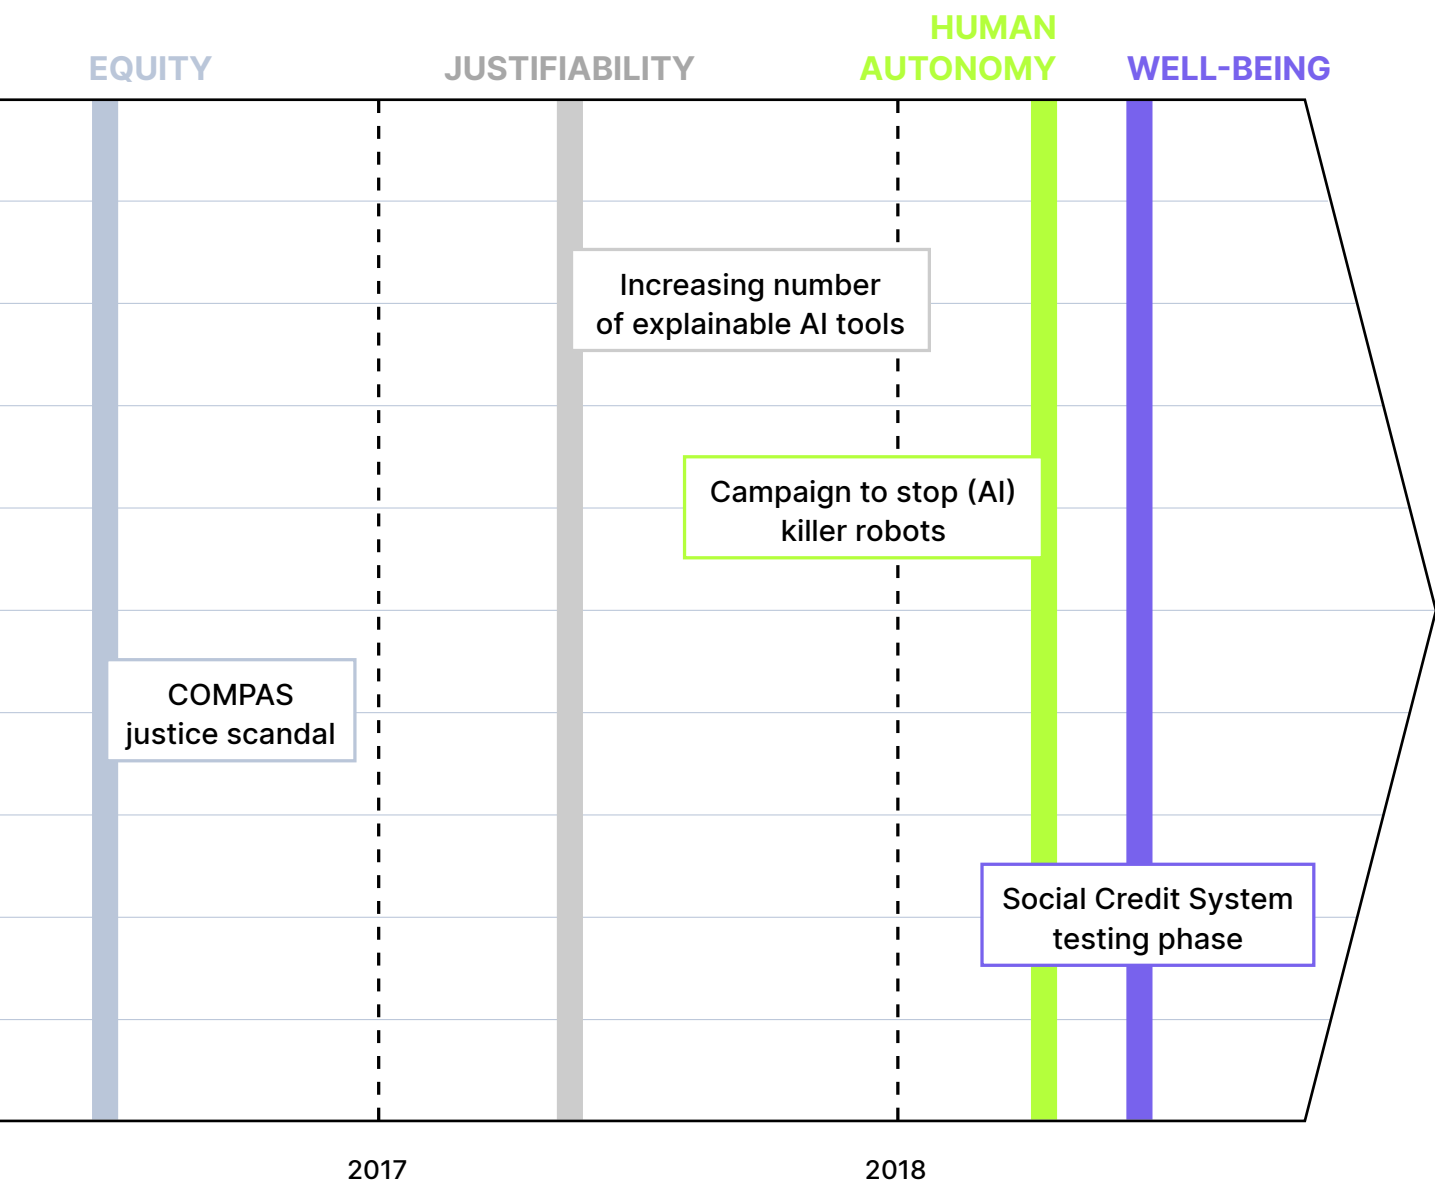 EQUITY
JUSTIFIABILITY
HUMAN
AUTONOMY
WELL-BEING
Increasing number
of explainable AI tools
Campaign to stop (AI)
killer robots
COMPAS
justice scandal
Social Credit System
testing phase
2017
2018